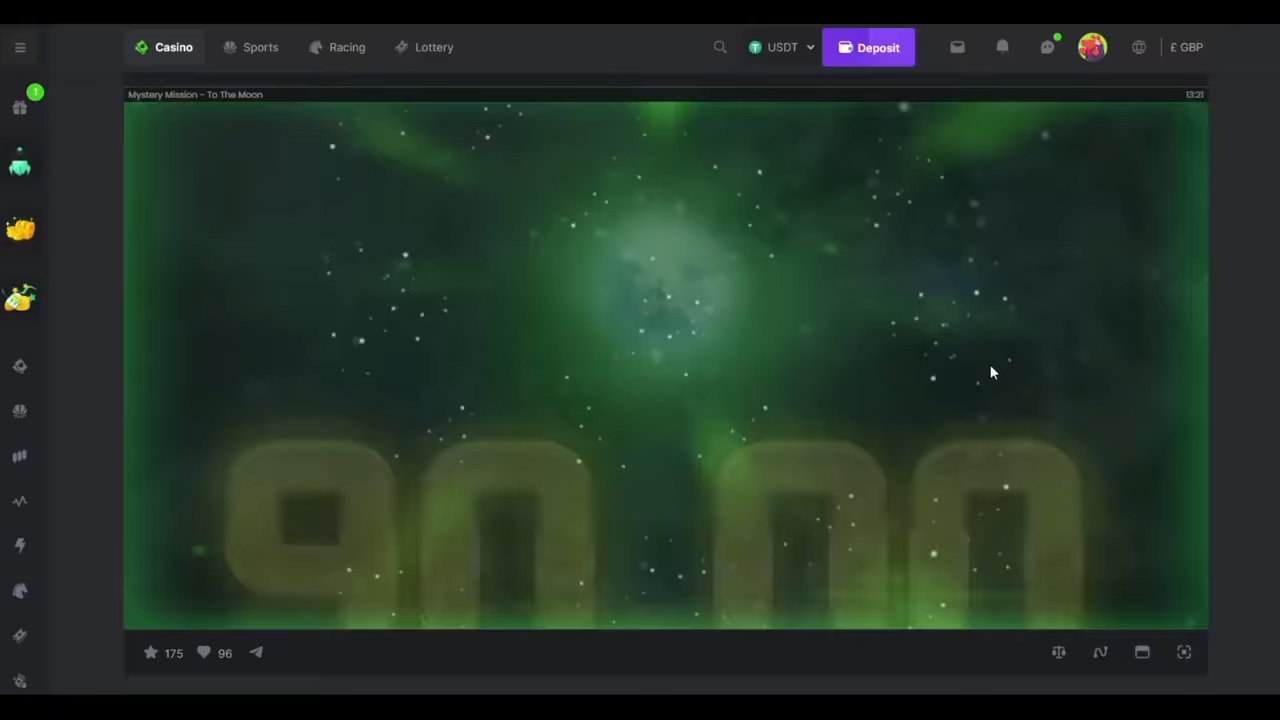 Casino
Sports
Racing
Lottery
USDT
Deposit
£ GBP
1
Mystery Mission - To The Moon
13:21
175
96